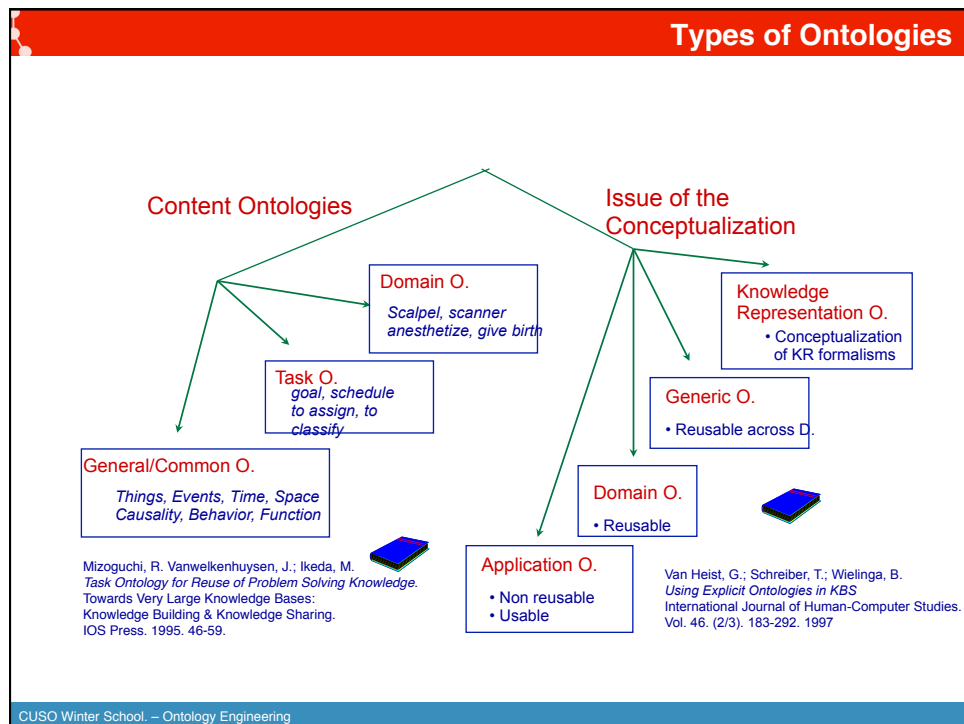 Types of Ontologies
Content Ontologies
Issue of the
Conceptualization
Domain O.
Scalpel, scanner
anesthetize, give birth
Task O.
goal, schedule
to assign, to
classify
General/Common O.
Things, Events, Time, Space
Causality, Behavior, Function
Knowledge
Representation O.
• Conceptualization
of KR formalisms
Generic O.
• Reusable across D.
Domain O.
• Reusable
Application O.
• Non reusable
• Usable
Mizoguchi, R. Vanwelkenhuysen, J.; Ikeda, M.
Task Ontology for Reuse of Problem Solving Knowledge.
Towards Very Large Knowledge Bases:
Knowledge Building & Knowledge Sharing.
IOS Press. 1995. 46-59.
Van Heist, G.; Schreiber, T.; Wielinga, B.
Using Explicit Ontologies in KBS
International Journal of Human-Computer Studies.
Vol. 46. (2/3). 183-292. 1997
CUSO Winter School. – Ontology Engineering